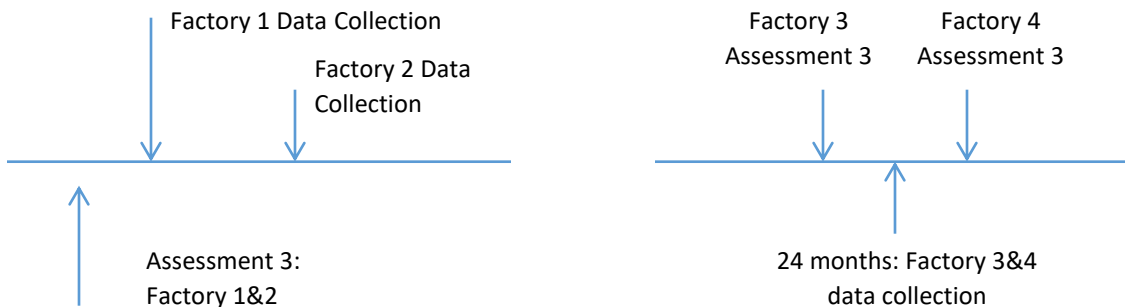 Factory 1 Data Collection
Factory 2 Data
Collection
Assessment 3:
Factory 1&2
Factory 3
Assessment 3
Factory 4
Assessment 3
24 months: Factory 3&4
data collection